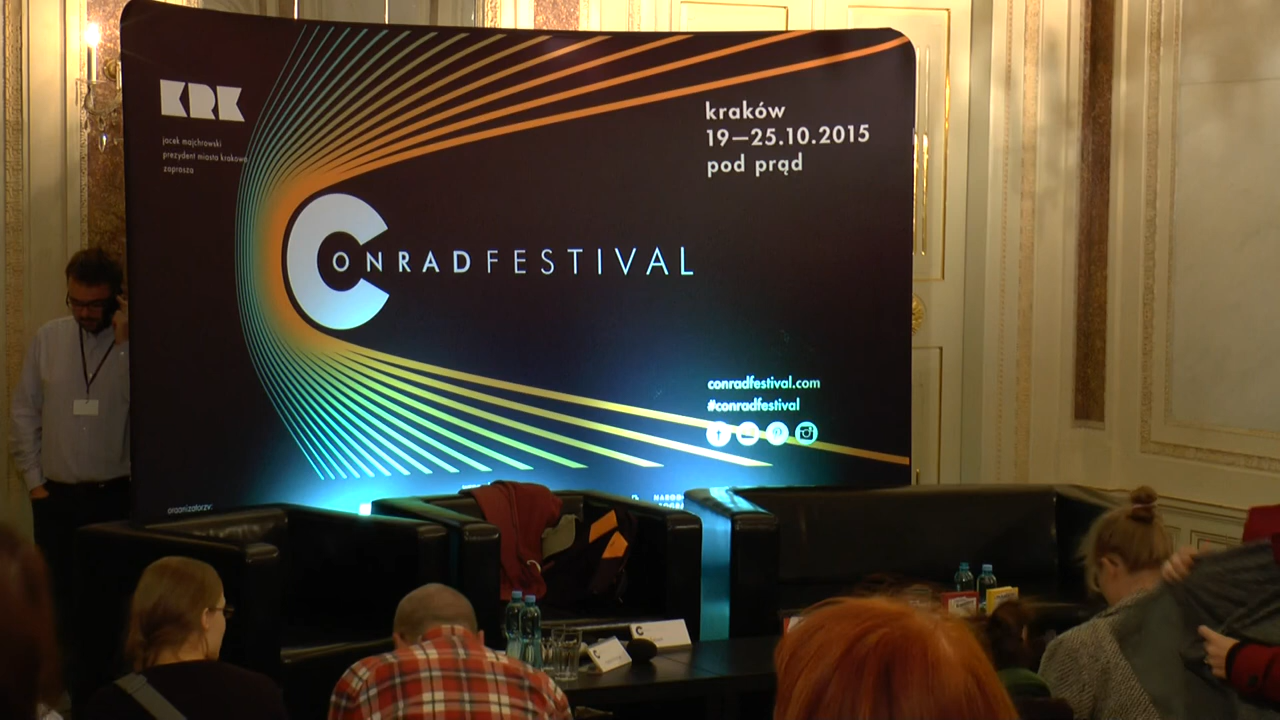 KRK
jacek majchrowski
prezydent miasta krakowa
zaprasza
kraków
19—25.10.2015
pod prąd
CONRADFESTIVAL
conradfestival.com
#conradfestival
organizatorzy: